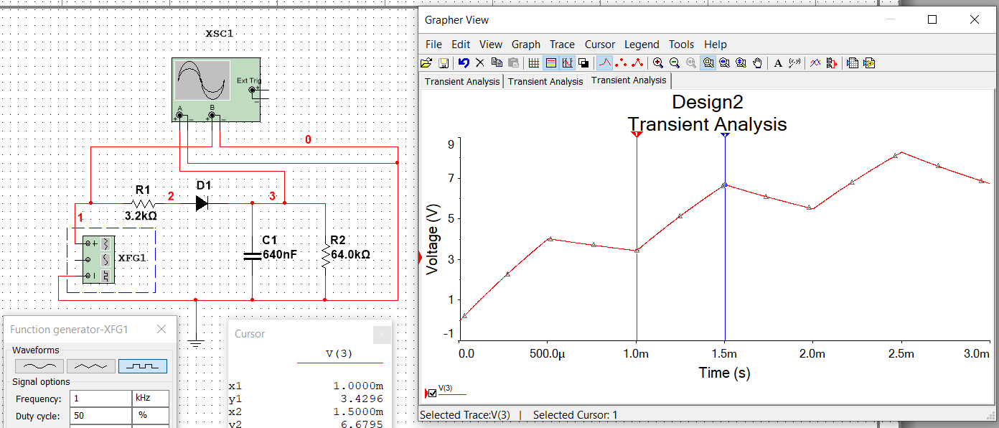 XSC1
Ext Trig
+
_
A
B
+
_
+
_
0
R1
2
D1
3
3.2kΩ
1
C1
640nF
R2
64.0kΩ
XFG1
Function generator-XFG1
Waveforms
Signal options
Frequency: 1 kHz
Duty cycle: 50 %
Cursor
V(3)
x1 1.0000m
y1 3.4296
x2 1.5000m
y2 6.6795
Grapher View
File Edit View Graph Trace Cursor Legend Tools Help
Transient Analysis Transient Analysis Transient Analysis
Design2
Transient Analysis
1
2
9
7
5
3
1
-1
Voltage (V)
0.0 500.0µ 1.0m 1.5m 2.0m 2.5m 3.0m
Time (s)
V(3)
Selected Trace:V(3) | Selected Cursor: 1